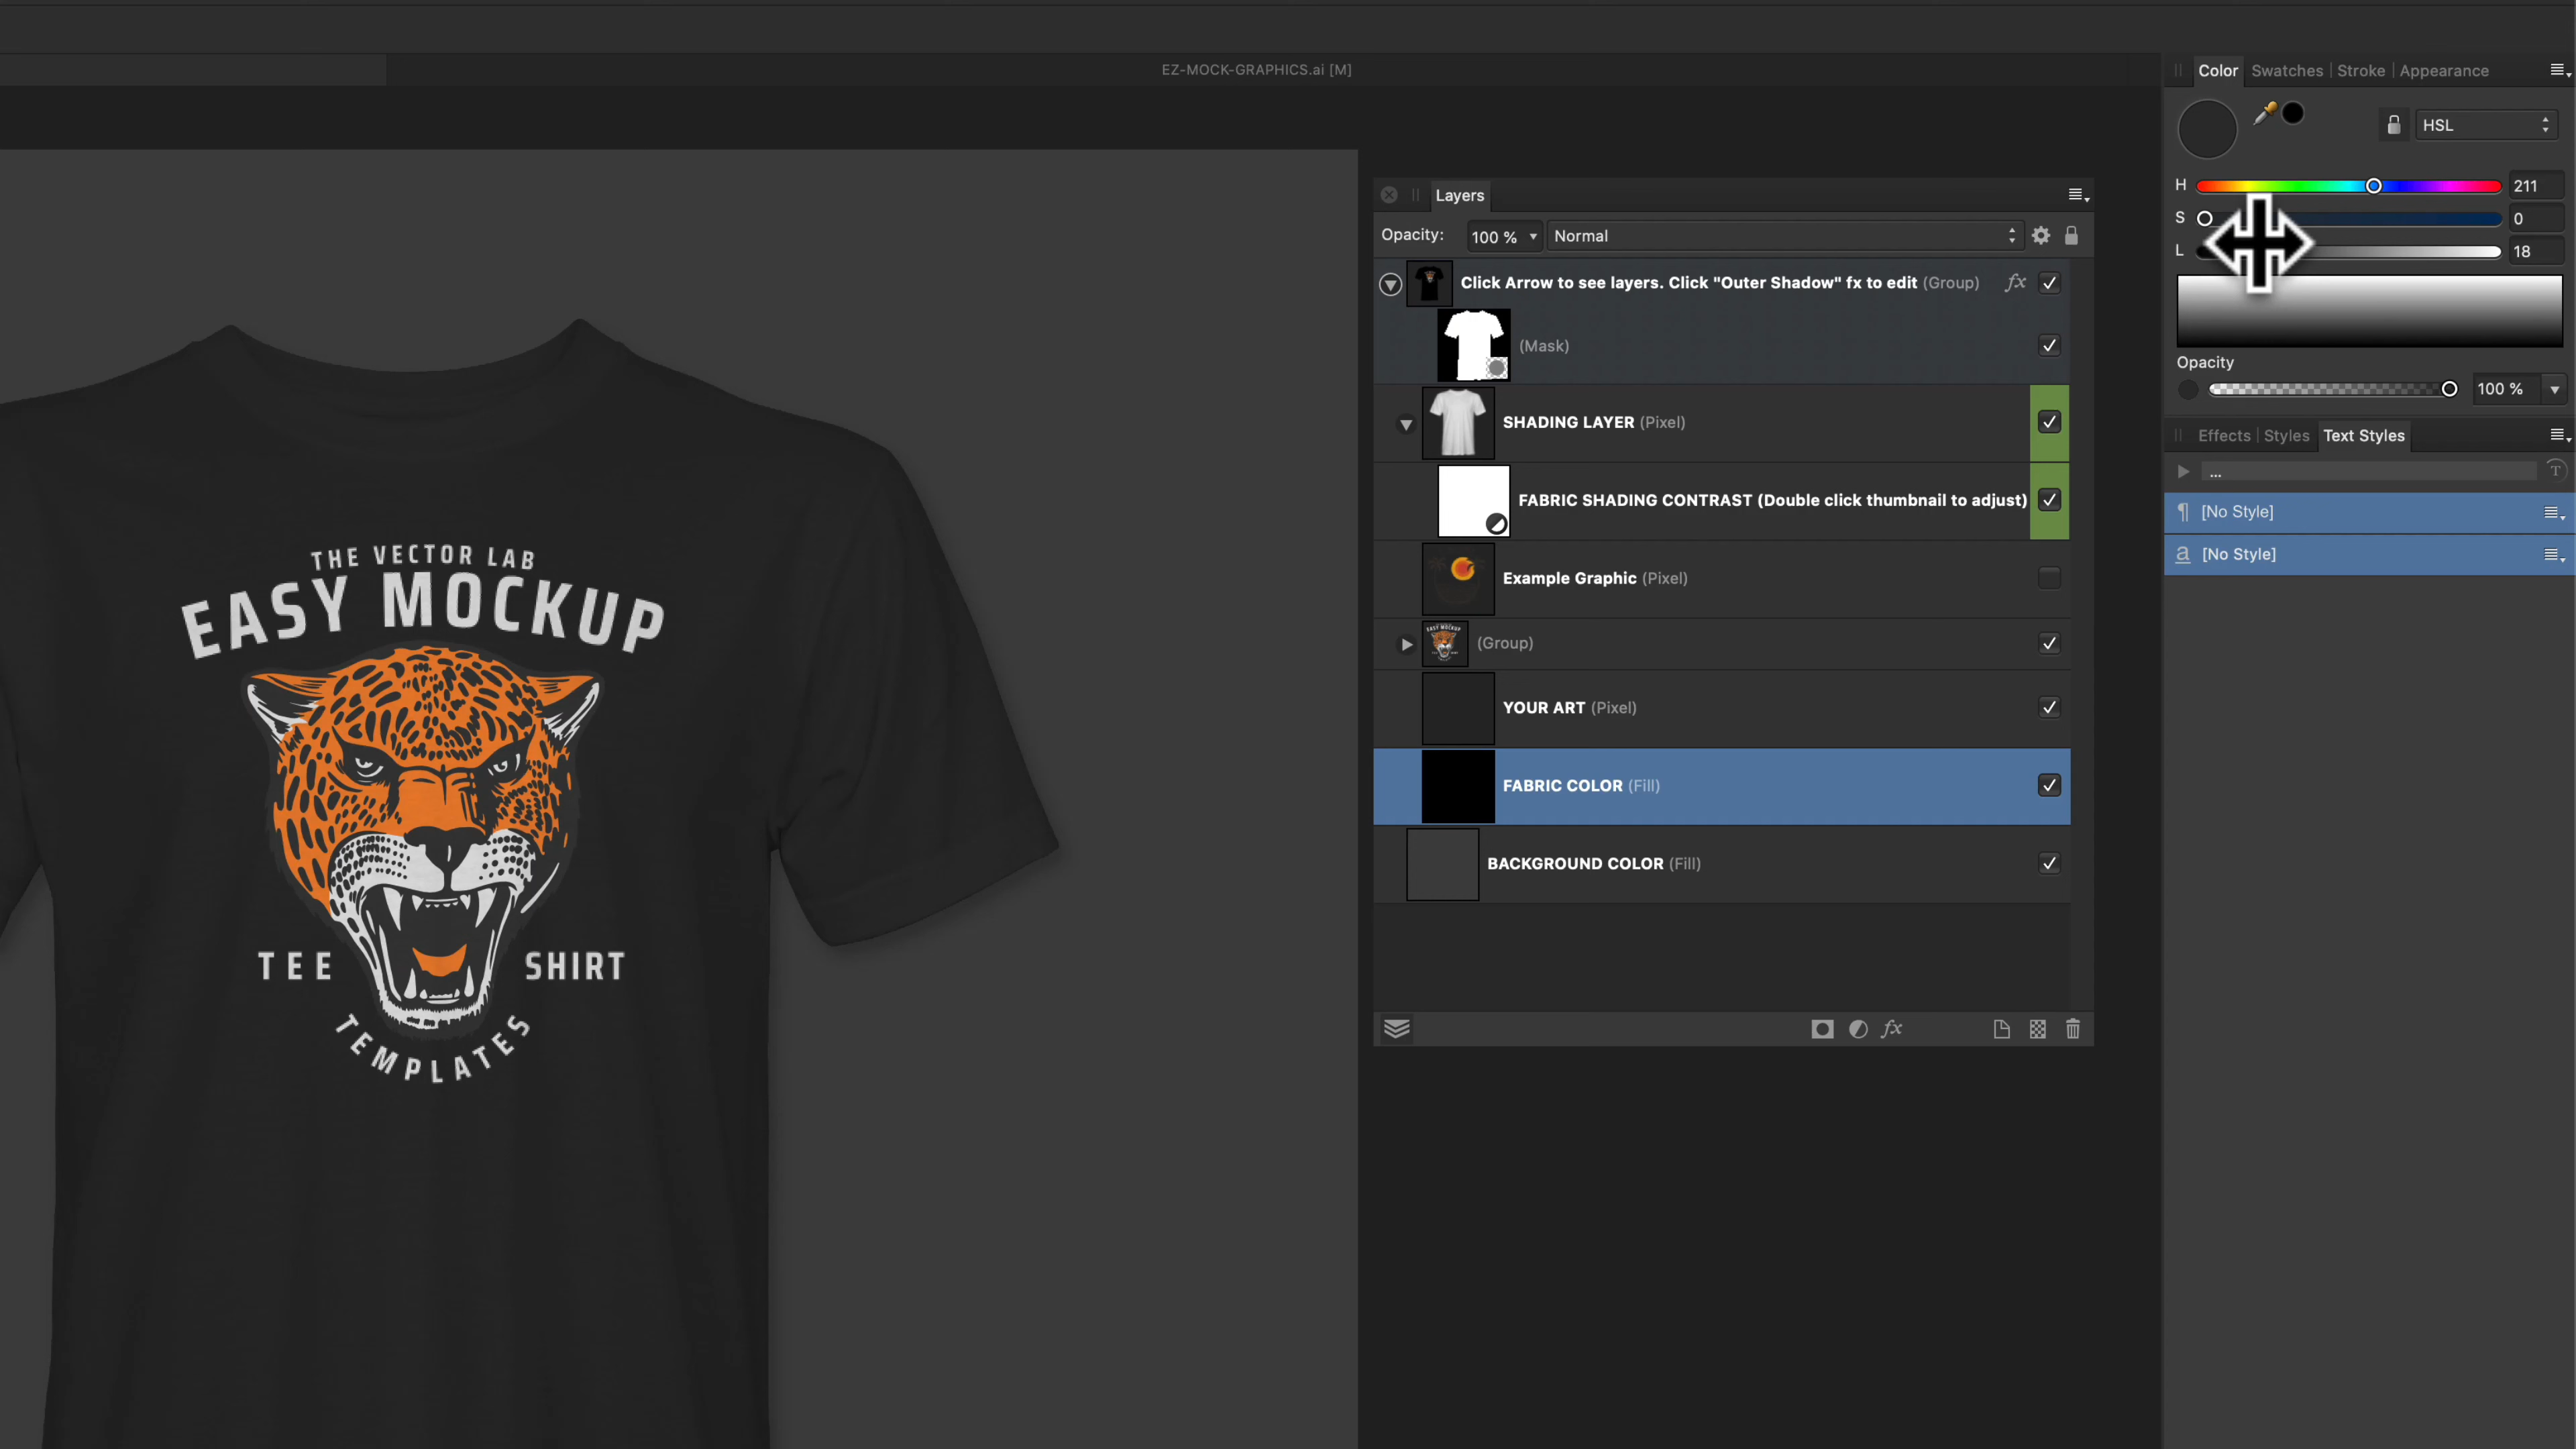 EZ-MOCK-GRAPHICS.ai [M]
Color Swatches Stroke Appearance
HSL
H 211
S 0
L 18
Opacity
100 %
Effects Styles Text Styles
...
[No Style]
a [No Style]
Layers
Opacity: 100 % Normal
Click Arrow to see layers. Click "Outer Shadow" fx to edit (Group) fx
(Mask)
SHADING LAYER (Pixel)
FABRIC SHADING CONTRAST (Double click thumbnail to adjust)
Example Graphic (Pixel)
(Group)
YOUR ART (Pixel)
FABRIC COLOR (Fill)
BACKGROUND COLOR (Fill)
fx
THE VECTOR LAB
EASY MOCKUP
TEE SHIRT
TEMPLATES